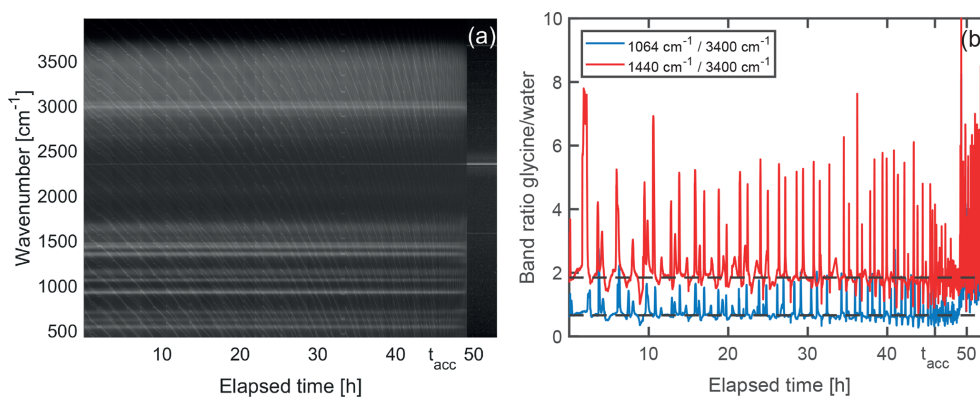 (a)
3500
3000
2500
2000
1500
1000
500
Wavenumber [cm⁻¹]
10 20 30 40 t_acc 50
Elapsed time [h]
(b)
10
8
6
4
2
0
Band ratio glycine/water
1064 cm⁻¹ / 3400 cm⁻¹
1440 cm⁻¹ / 3400 cm⁻¹
10 20 30 40 t_acc 50
Elapsed time [h]